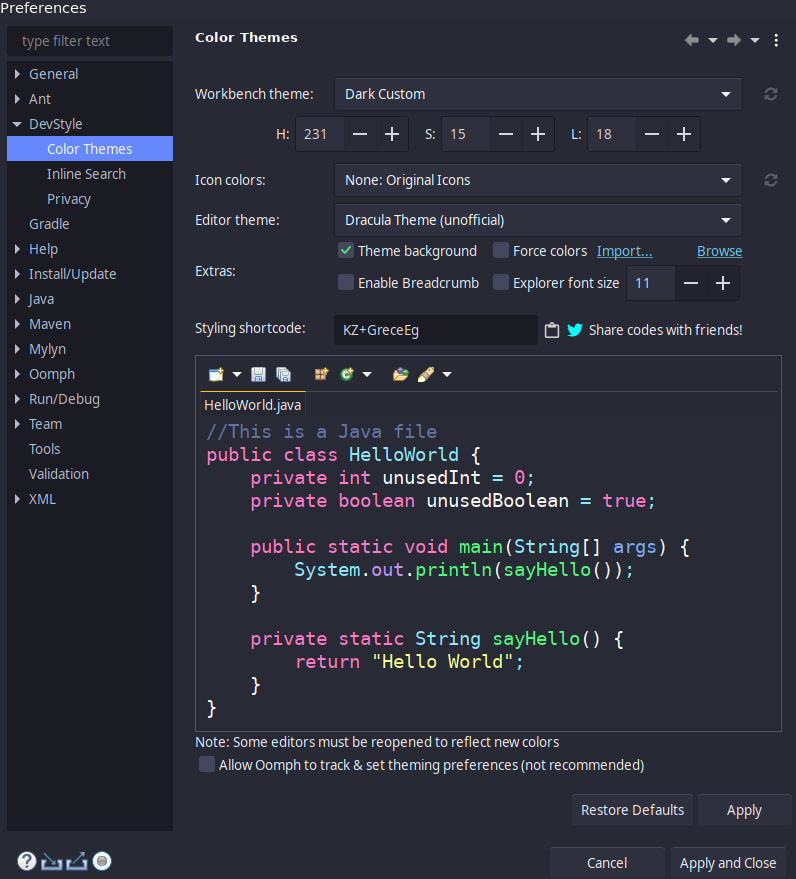 Preferences
type filter text
General
Ant
DevStyle
Color Themes
Inline Search
Privacy
Gradle
Help
Install/Update
Java
Maven
Mylyn
Oomph
Run/Debug
Team
Tools
Validation
XML
Color Themes
Workbench theme: Dark Custom
H: 231 S: 15 L: 18
Icon colors: None: Original Icons
Editor theme: Dracula Theme (unofficial)
Extras:
Theme background Force colors Import... Browse
Enable Breadcrumb Explorer font size 11
Styling shortcode: KZ+GreceEg Share codes with friends!
HelloWorld.java
//This is a Java file
public class HelloWorld {
    private int unusedInt = 0;
    private boolean unusedBoolean = true;
    public static void main(String[] args) {
        System.out.println(sayHello());
    }
    private static String sayHello() {
        return "Hello World";
    }
}
Note: Some editors must be reopened to reflect new colors
Allow Oomph to track & set theming preferences (not recommended)
Restore Defaults Apply
Cancel Apply and Close